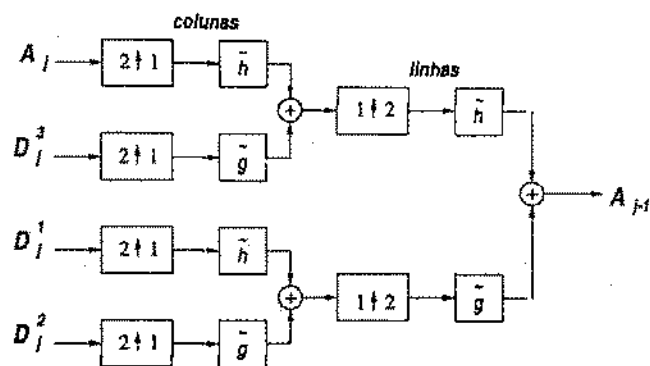 colunas
A j 2↑1 h̃
linhas
1↑2 h̃
D j 3 2↑1 g̃
A j-1
D j 1 2↑1 h̃
1↑2 g̃
D j 2 2↑1 g̃